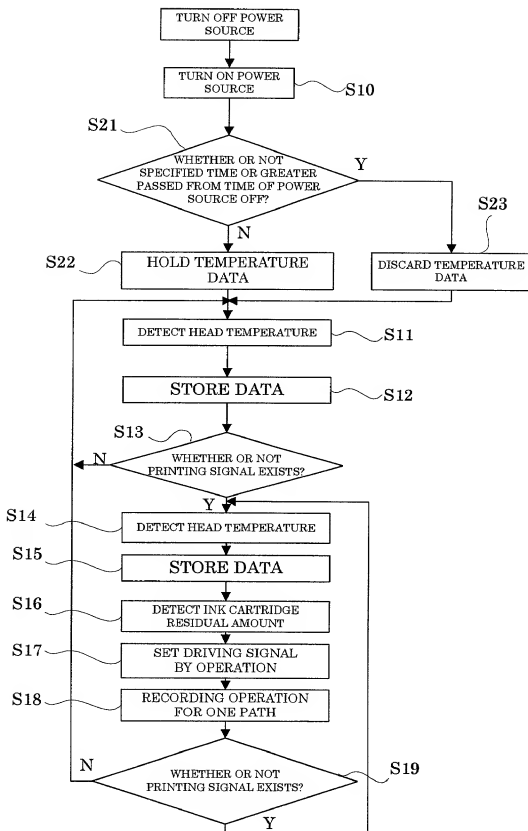 TURN OFF POWER
SOURCE
TURN ON POWER
SOURCE
S10
S21
WHETHER OR NOT
SPECIFIED TIME OR GREATER
PASSED FROM TIME OF POWER
SOURCE OFF?
Y
N
S23
S22
HOLD TEMPERATURE
DATA
DISCARD TEMPERATURE
DATA
DETECT HEAD TEMPERATURE
S11
STORE DATA
S12
S13
WHETHER OR NOT
PRINTING SIGNAL EXISTS?
N
Y
S14
DETECT HEAD TEMPERATURE
S15
STORE DATA
S16
DETECT INK CARTRIDGE
RESIDUAL AMOUNT
S17
SET DRIVING SIGNAL
BY OPERATION
S18
RECORDING OPERATION
FOR ONE PATH
N
WHETHER OR NOT
PRINTING SIGNAL EXISTS?
S19
Y